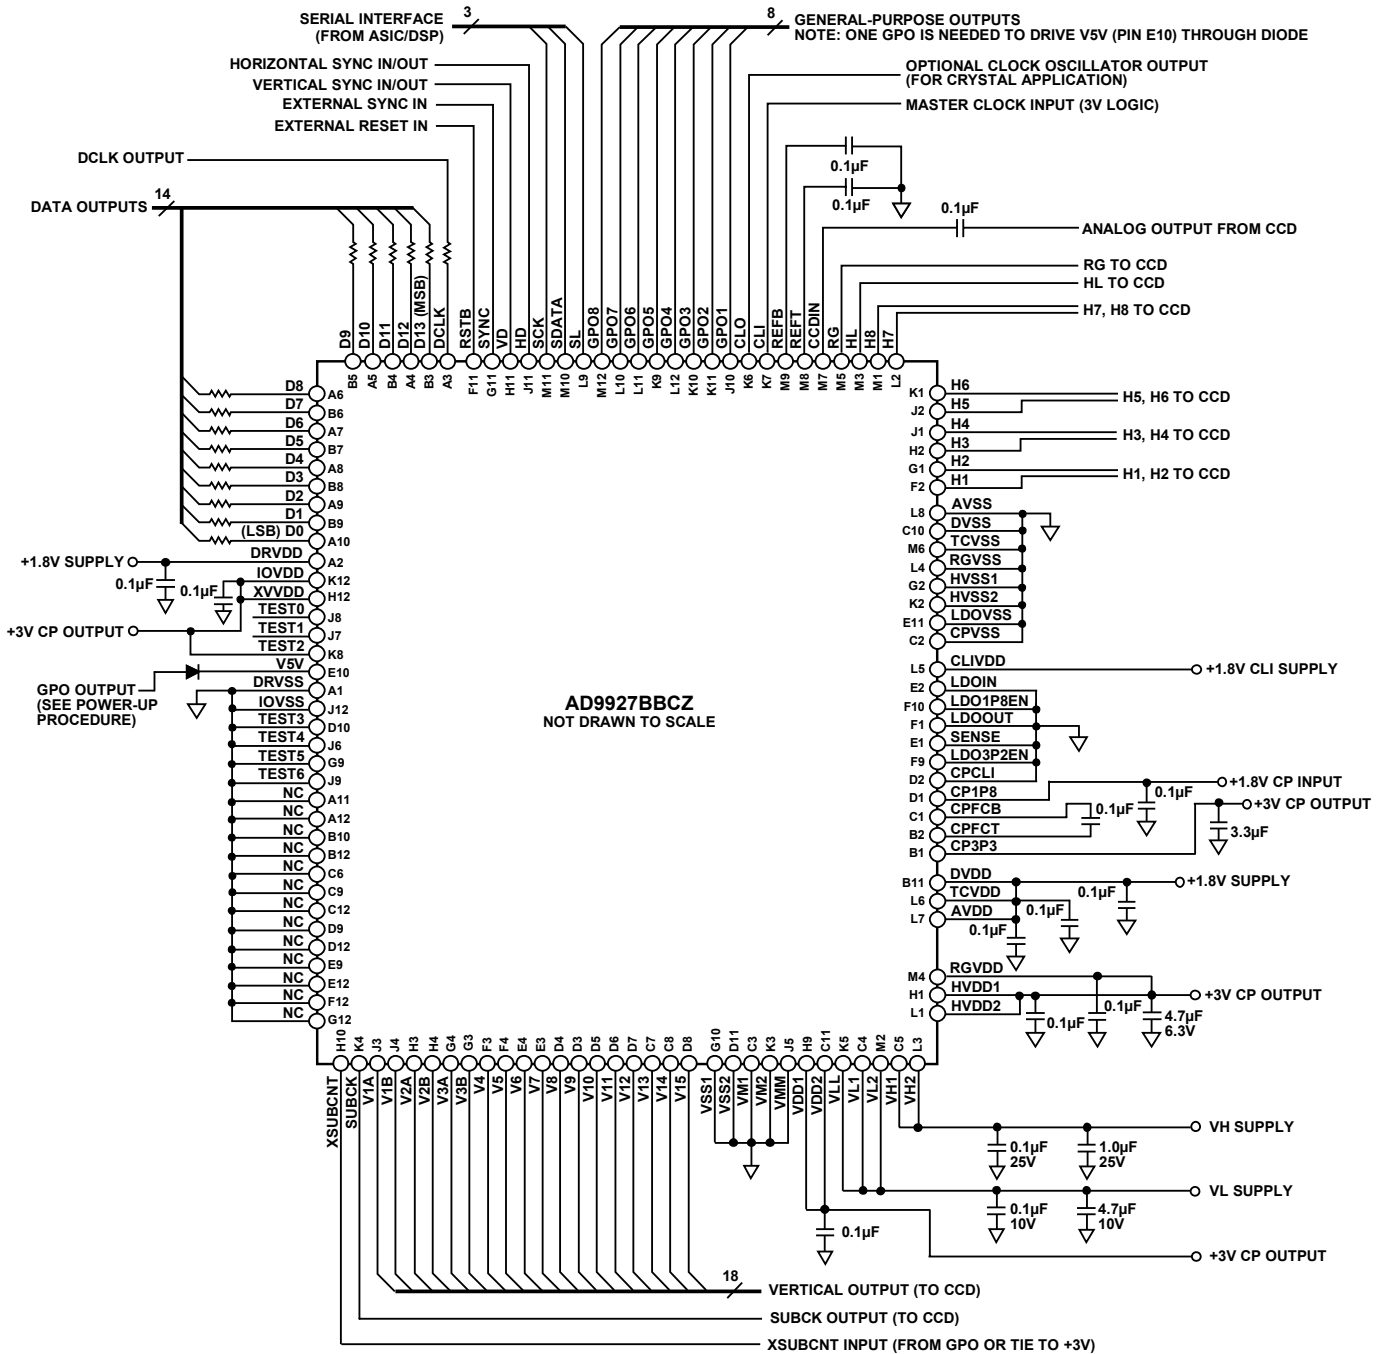 SERIAL INTERFACE
(FROM ASIC/DSP)
3
8
GENERAL-PURPOSE OUTPUTS
NOTE: ONE GPO IS NEEDED TO DRIVE V5V (PIN E10) THROUGH DIODE
HORIZONTAL SYNC IN/OUT
VERTICAL SYNC IN/OUT
EXTERNAL SYNC IN
EXTERNAL RESET IN
OPTIONAL CLOCK OSCILLATOR OUTPUT
(FOR CRYSTAL APPLICATION)
MASTER CLOCK INPUT (3V LOGIC)
DCLK OUTPUT
DATA OUTPUTS
14
0.1µF
0.1µF
0.1µF
ANALOG OUTPUT FROM CCD
RG TO CCD
HL TO CCD
H7, H8 TO CCD
D9
D10
D11
D12
D13 (MSB)
DCLK
RSTB
SYNC
VD
HD
SCK
SDATA
SL
GPO8
GPO7
GPO6
GPO5
GPO4
GPO3
GPO2
GPO1
CLO
CLI
REFB
REFT
CCDIN
RG
HL
H8
H7
B5
A5
B4
A4
B3
A3
F11
G11
H11
J11
M11
M10
L9
M12
L10
L11
K9
L12
K10
K11
J10
K6
K7
M9
M8
M7
M5
M3
M1
L2
D8 A6
D7 B6
D6 A7
D5 B7
D4 A8
D3 B8
D2 A9
D1 B9
(LSB) D0 A10
DRVDD A2
IOVDD K12
XVVDD H12
TEST0 J8
TEST1 J7
TEST2 K8
V5V E10
DRVSS A1
IOVSS J12
TEST3 D10
TEST4 J6
TEST5 G9
TEST6 J9
NC A11
NC A12
NC B10
NC B12
NC C6
NC C9
NC C12
NC D9
NC D12
NC E9
NC E12
NC F12
NC G12
+1.8V SUPPLY
0.1µF
0.1µF
+3V CP OUTPUT
GPO OUTPUT
(SEE POWER-UP
PROCEDURE)
AD9927BBCZ
NOT DRAWN TO SCALE
K1 H6
J2 H5
H5, H6 TO CCD
J1 H4
H2 H3
H3, H4 TO CCD
G1 H2
F2 H1
H1, H2 TO CCD
L8 AVSS
C10 DVSS
M6 TCVSS
L4 RGVSS
G2 HVSS1
K2 HVSS2
E11 LDOVSS
C2 CPVSS
L5 CLIVDD
+1.8V CLI SUPPLY
E2 LDOIN
F10 LDO1P8EN
F1 LDOOUT
E1 SENSE
F9 LDO3P2EN
D2 CPCLI
D1 CP1P8
+1.8V CP INPUT
0.1µF
C1 CPFCB
0.1µF
B2 CPFCT
B1 CP3P3
+3V CP OUTPUT
3.3µF
B11 DVDD
+1.8V SUPPLY
0.1µF
L6 TCVDD
0.1µF
L7 AVDD
0.1µF
M4 RGVDD
H1 HVDD1
+3V CP OUTPUT
L1 HVDD2
0.1µF
0.1µF
4.7µF
6.3V
H10
K4
J3
J4
H3
H4
G4
G3
F3
F4
E4
E3
D4
D3
D5
D6
D7
C7
C8
D8
G10
D11
C3
K3
J5
H9
C11
K5
C4
M2
C5
L3
XSUBCNT
SUBCK
V1A
V1B
V2A
V2B
V3A
V3B
V4
V5
V6
V7
V8
V9
V10
V11
V12
V13
V14
V15
VSS1
VSS2
VM1
VM2
VMM
VDD1
VDD2
VLL
VL1
VL2
VH1
VH2
VH SUPPLY
0.1µF
25V
1.0µF
25V
VL SUPPLY
0.1µF
10V
4.7µF
10V
0.1µF
+3V CP OUTPUT
18
VERTICAL OUTPUT (TO CCD)
SUBCK OUTPUT (TO CCD)
XSUBCNT INPUT (FROM GPO OR TIE TO +3V)